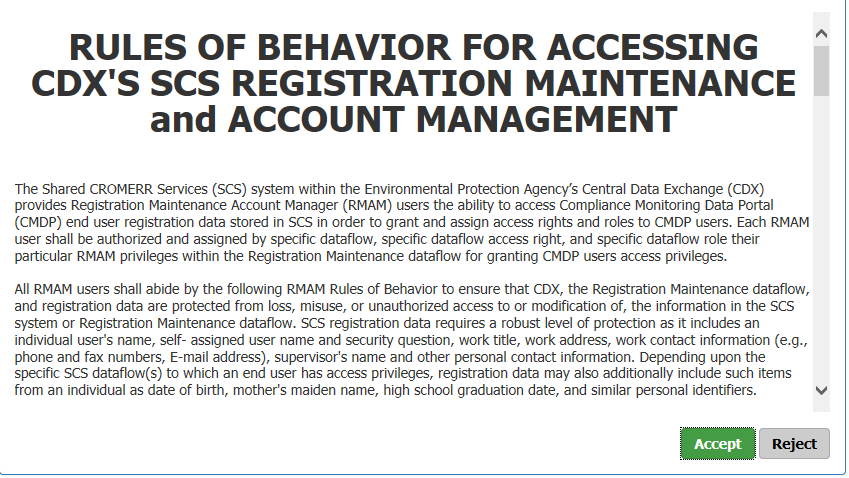 RULES OF BEHAVIOR FOR ACCESSING
CDX'S SCS REGISTRATION MAINTENANCE
and ACCOUNT MANAGEMENT
The Shared CROMERR Services (SCS) system within the Environmental Protection Agency's Central Data Exchange (CDX)
provides Registration Maintenance Account Manager (RMAM) users the ability to access Compliance Monitoring Data Portal
(CMDP) end user registration data stored in SCS in order to grant and assign access rights and roles to CMDP users. Each RMAM
user shall be authorized and assigned by specific dataflow, specific dataflow access right, and specific dataflow role their
particular RMAM privileges within the Registration Maintenance dataflow for granting CMDP users access privileges.
All RMAM users shall abide by the following RMAM Rules of Behavior to ensure that CDX, the Registration Maintenance dataflow,
and registration data are protected from loss, misuse, or unauthorized access to or modification of, the information in the SCS
system or Registration Maintenance dataflow. SCS registration data requires a robust level of protection as it includes an
individual user's name, self- assigned user name and security question, work title, work address, work contact information (e.g.,
phone and fax numbers, E-mail address), supervisor's name and other personal contact information. Depending upon the
specific SCS dataflow(s) to which an end user has access privileges, registration data may also additionally include such items
from an individual as date of birth, mother's maiden name, high school graduation date, and similar personal identifiers.
Accept Reject